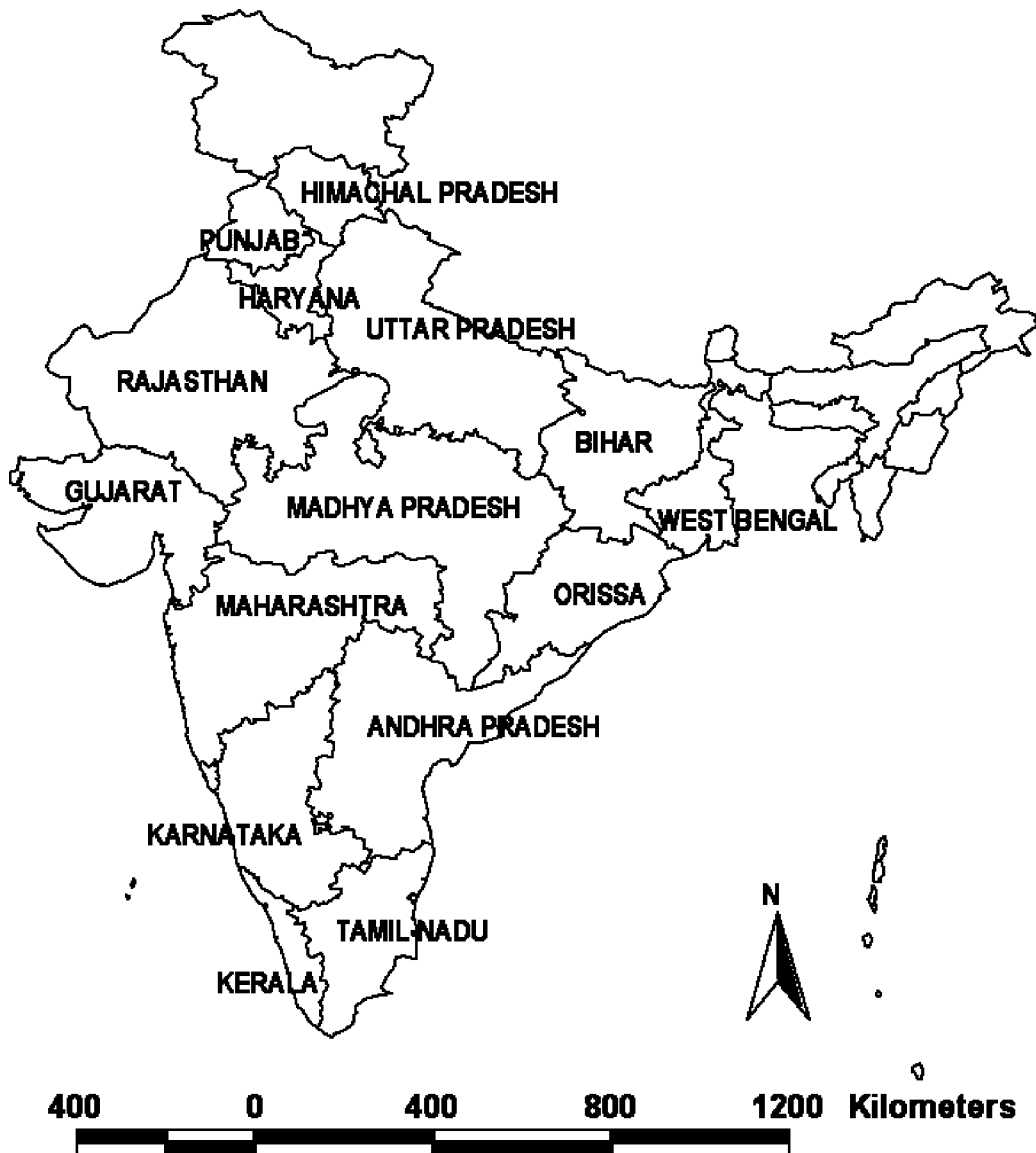 HIMACHAL PRADESH
PUNJAB
HARYANA
UTTAR PRADESH
RAJASTHAN
BIHAR
GUJARAT
MADHYA PRADESH
WEST BENGAL
ORISSA
MAHARASHTRA
ANDHRA PRADESH
KARNATAKA
N
TAMIL NADU
KERALA
400 0 400 800 1200 Kilometers